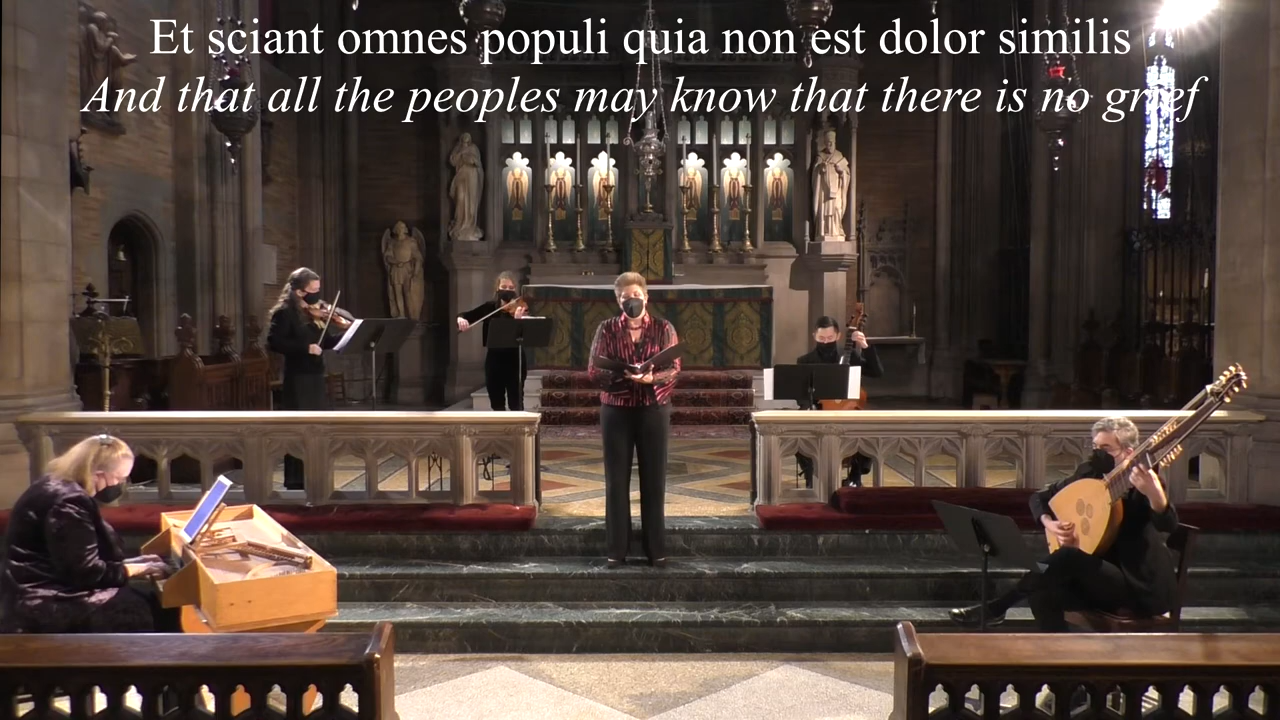 Et sciant omnes populi quia non est dolor similis
And that all the peoples may know that there is no grief